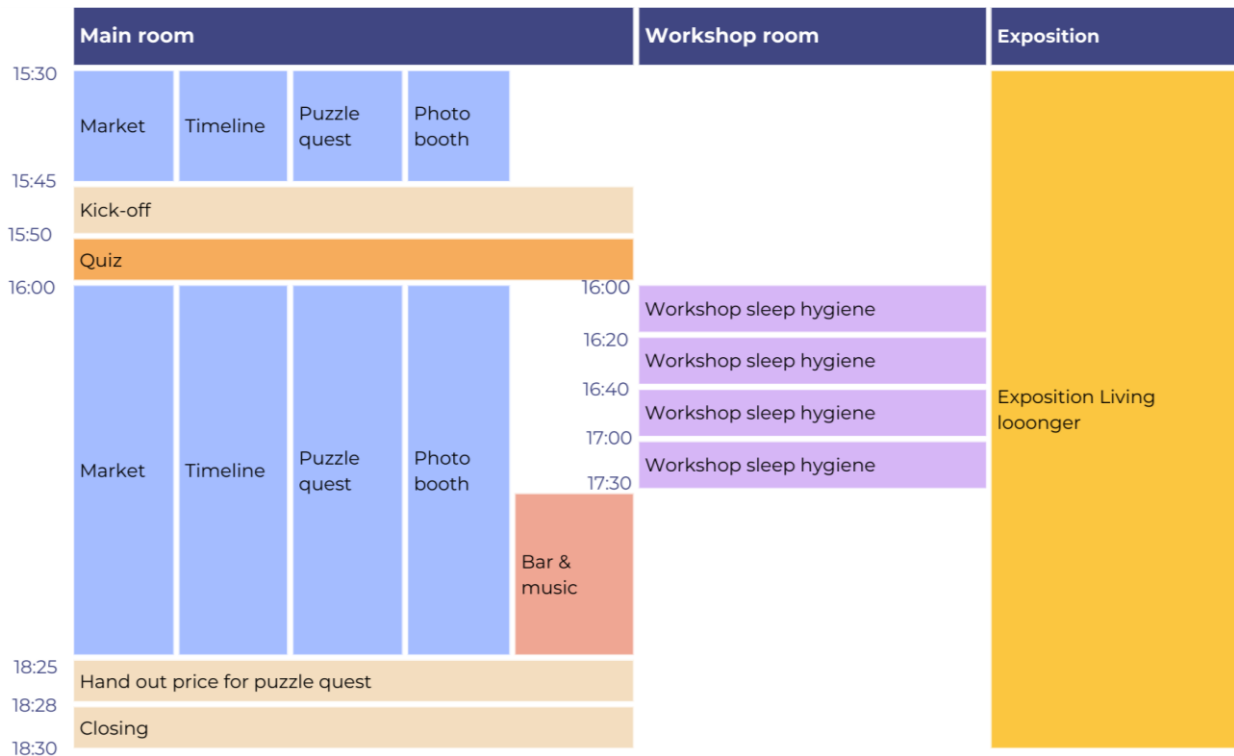 Main room
Workshop room
Exposition
15:30
Market
Timeline
Puzzle
quest
Photo
booth
15:45
Kick-off
15:50
Quiz
16:00
16:00
Workshop sleep hygiene
16:20
Workshop sleep hygiene
16:40
Workshop sleep hygiene
17:00
Workshop sleep hygiene
17:30
Market
Timeline
Puzzle
quest
Photo
booth
Bar &
music
Exposition Living
looonger
18:25
Hand out price for puzzle quest
18:28
Closing
18:30